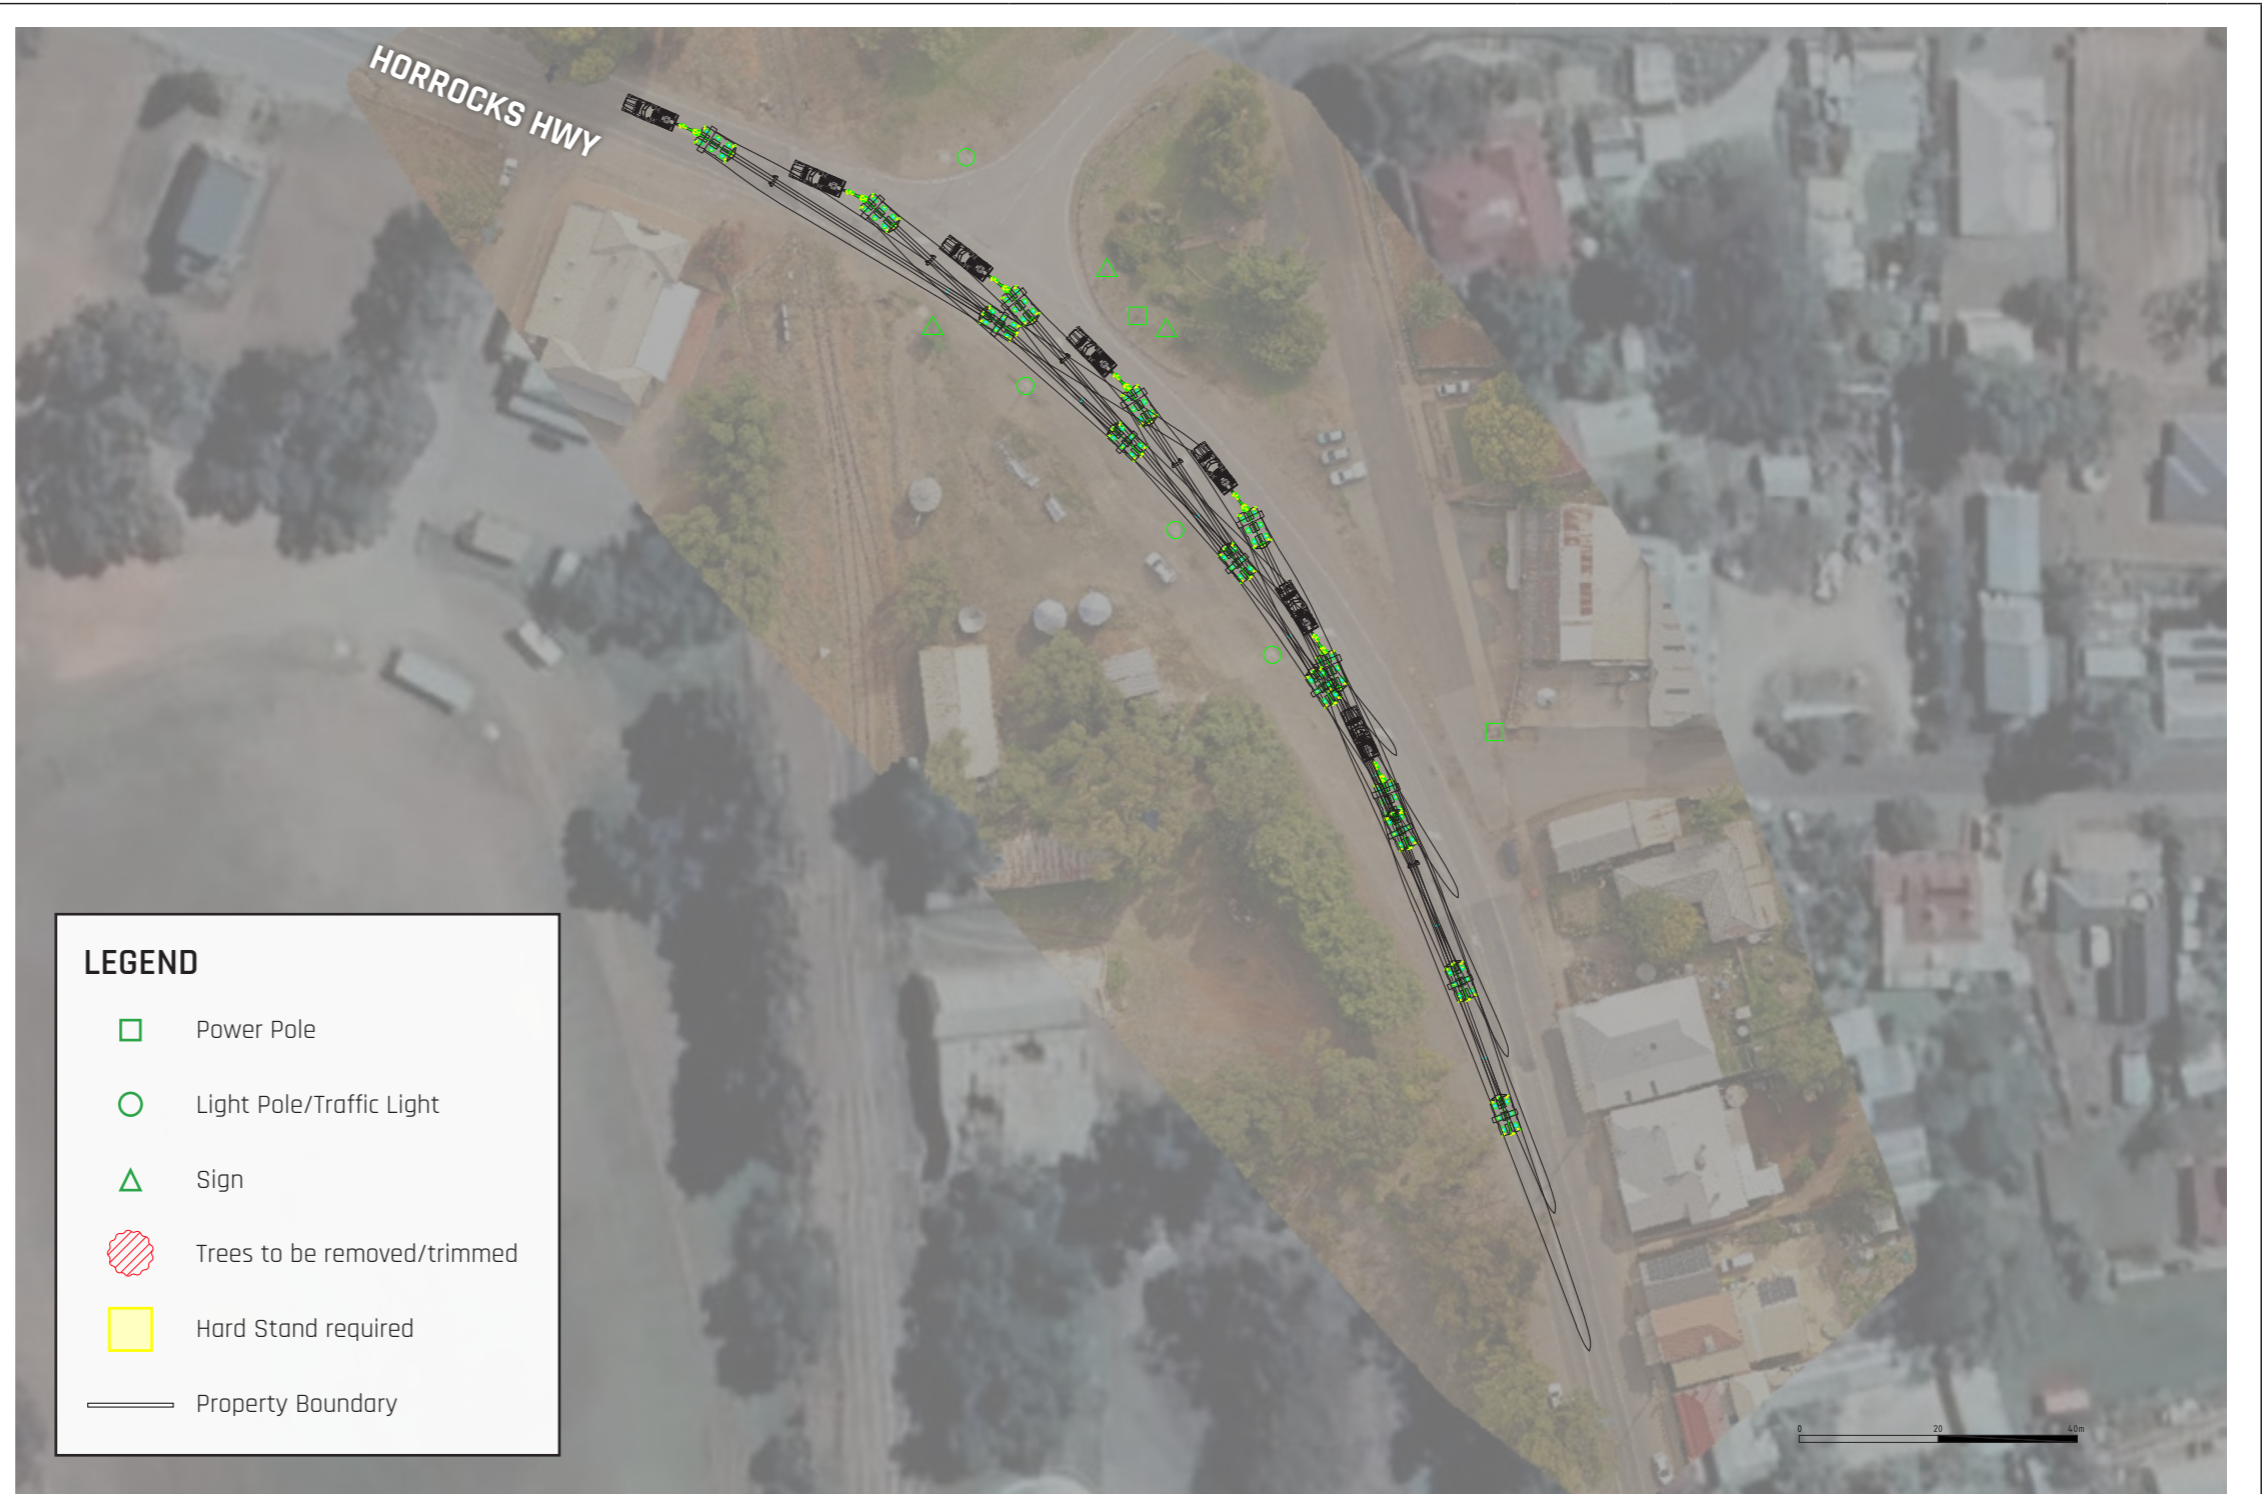 HORROCKS HWY
LEGEND
Power Pole
Light Pole/Traffic Light
Sign
Trees to be removed/trimmed
Hard Stand required
Property Boundary
0 20 40m